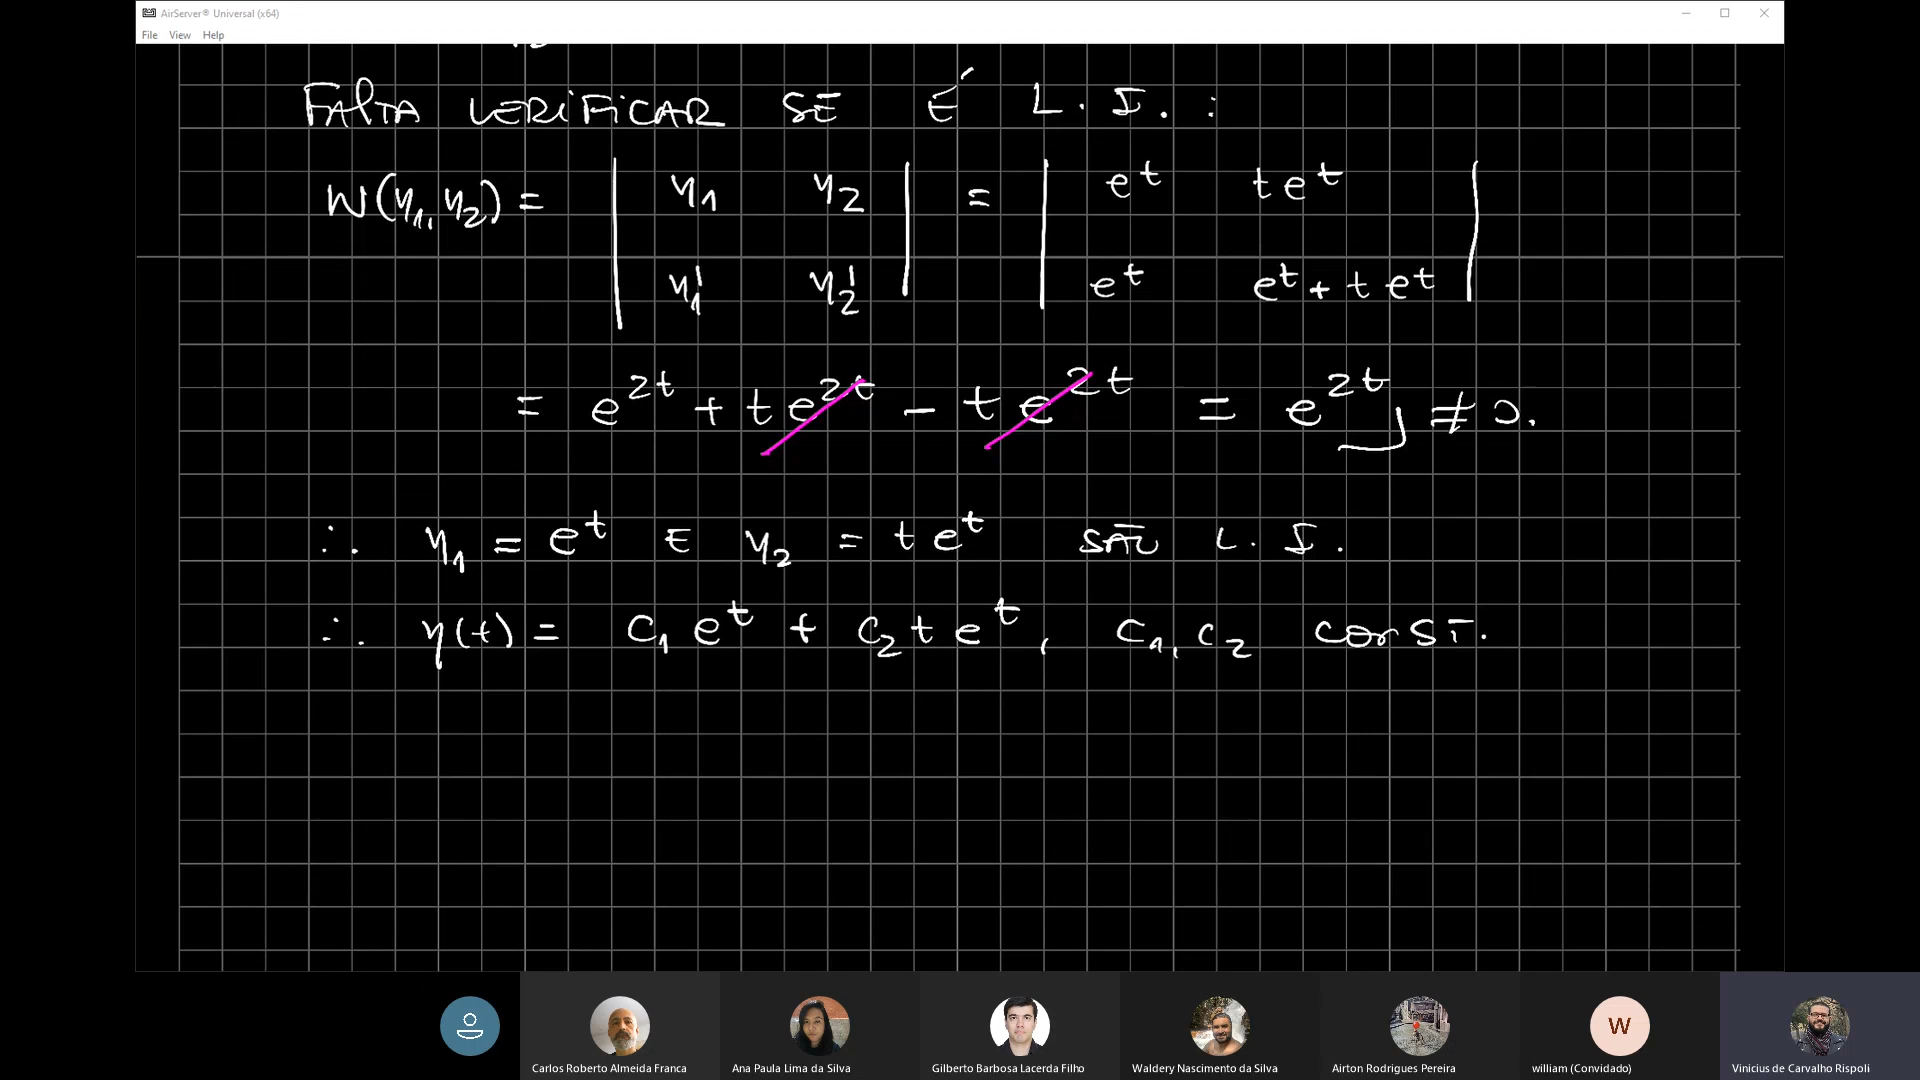 AirServer® Universal (x64)
File View Help
FALTA VERIFICAR SE É L. I. :
W(y1, y2) = | y1 y2 | = | e^t te^t |
| y1' y2' | | e^t e^t + te^t |
= e^2t + te^2t - te^2t = e^2t ≠ 0.
∴ y1 = e^t E y2 = te^t SÃO L. I.
∴ y(t) = c1 e^t + c2 t e^t, c1, c2 CONST.
W
Carlos Roberto Almeida Franca Ana Paula Lima da Silva Gilberto Barbosa Lacerda Filho Waldery Nascimento da Silva Airton Rodrigues Pereira william (Convidado) Vinicius de Carvalho Rispoli